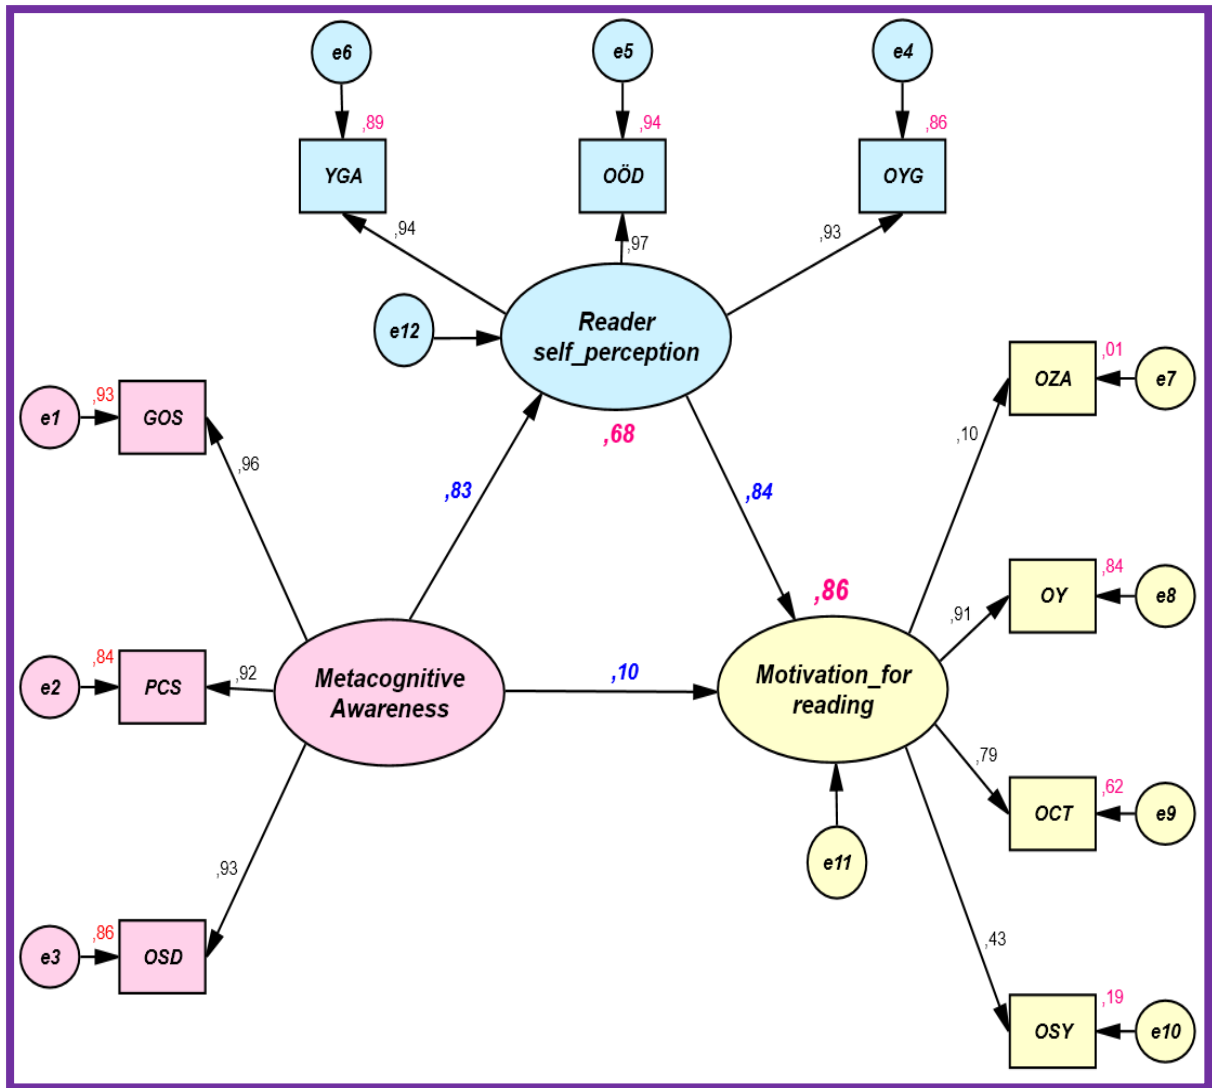 e6
e5
e4
,89
,94
,86
YGA
OÖD
OYG
,94
,97
,93
e12
Reader
self_perception
,68
OZA
,01
e7
,10
e1
,93
GOS
,96
,83
,84
,86
OY
,84
e8
,91
e2
,84
PCS
,92
Metacognitive
Awareness
,10
Motivation_for
reading
,79
OCT
,62
e9
e11
,93
e3
,86
OSD
,43
OSY
,19
e10